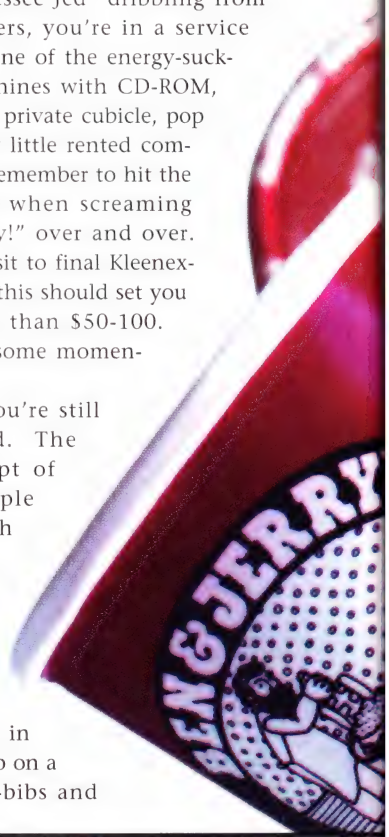 dribbling from
ers, you're in a service
ne of the energy-suck-
hines with CD-ROM,
private cubicle, pop
little rented com-
emember to hit the
when screaming
y!" over and over.
sit to final Kleenex-
this should set you
than $50-100.
some momen-
ou're still
d. The
pt of
ple
h
in
o on a
-bibs and
BEN & JERRY